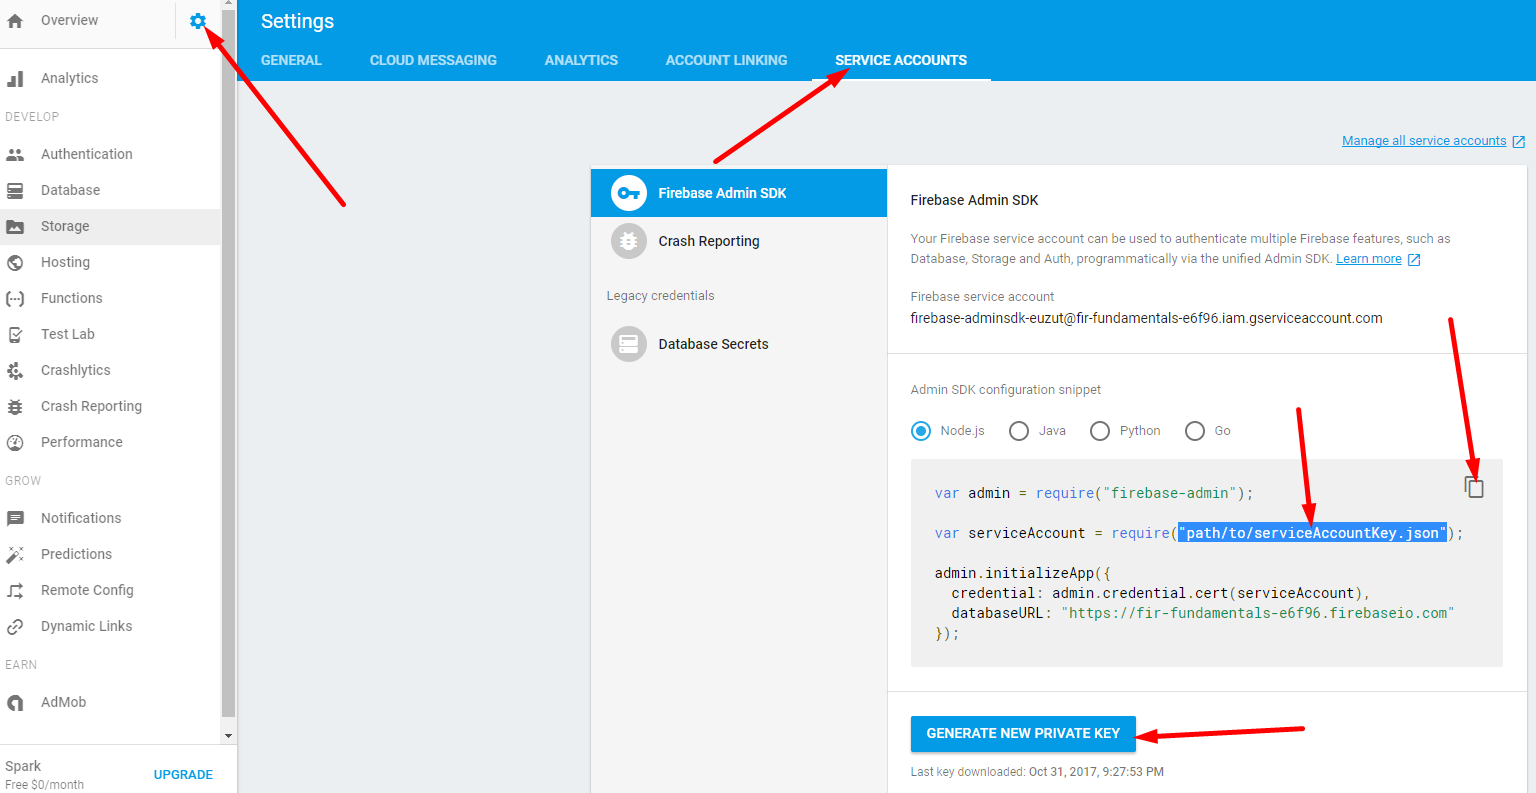 Overview
Analytics
DEVELOP
Authentication
Database
Storage
Hosting
Functions
Test Lab
Crashlytics
Crash Reporting
Performance
GROW
Notifications
Predictions
Remote Config
Dynamic Links
EARN
AdMob
Spark
Free $0/month
UPGRADE
Settings
GENERAL
CLOUD MESSAGING
ANALYTICS
ACCOUNT LINKING
SERVICE ACCOUNTS
Manage all service accounts
Firebase Admin SDK
Crash Reporting
Legacy credentials
Database Secrets
Firebase Admin SDK
Your Firebase service account can be used to authenticate multiple Firebase features, such as
Database, Storage and Auth, programmatically via the unified Admin SDK. Learn more
Firebase service account
firebase-adminsdk-euzut@fir-fundamentals-e6f96.iam.gserviceaccount.com
Admin SDK configuration snippet
Node.js
Java
Python
Go
var admin = require("firebase-admin");
var serviceAccount = require("path/to/serviceAccountKey.json");
admin.initializeApp({
  credential: admin.credential.cert(serviceAccount),
  databaseURL: "https://fir-fundamentals-e6f96.firebaseio.com"
});
GENERATE NEW PRIVATE KEY
Last key downloaded: Oct 31, 2017, 9:27:53 PM